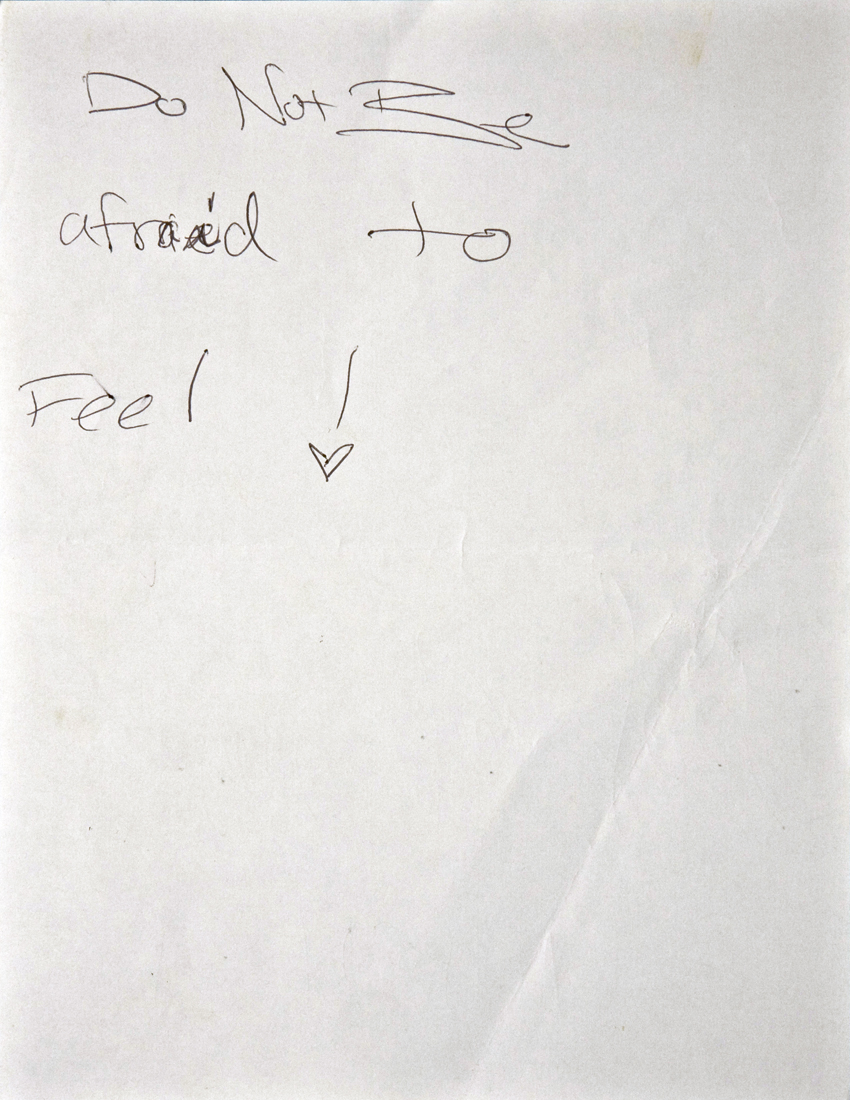 Do Not Be
afraid to
Feel !